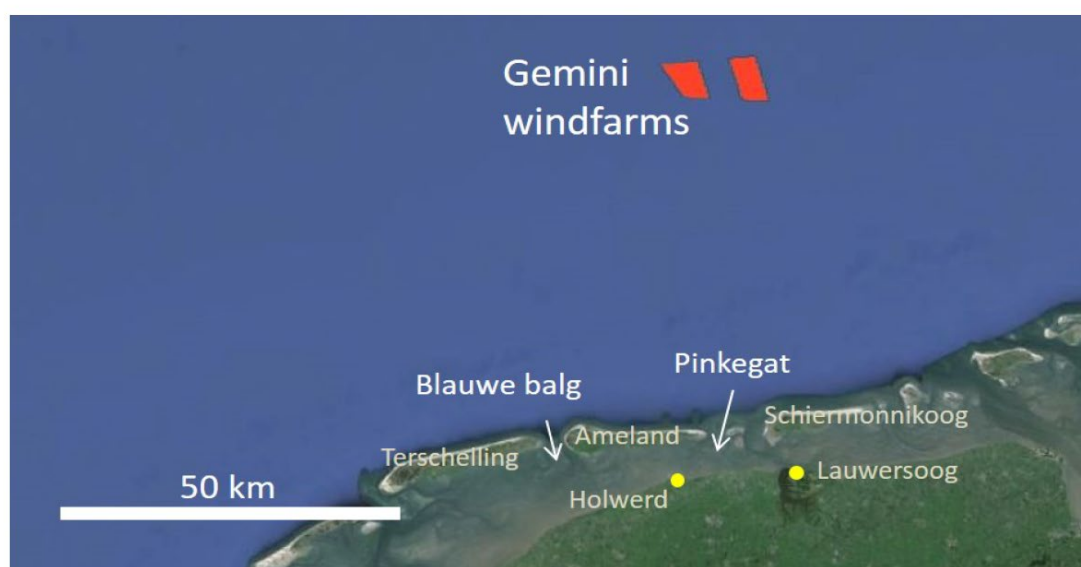 Gemini
windfarms
Pinkegat
Blauwe balg
Schiermonnikoog
Ameland
Terschelling
Lauwersoog
50 km
Holwerd